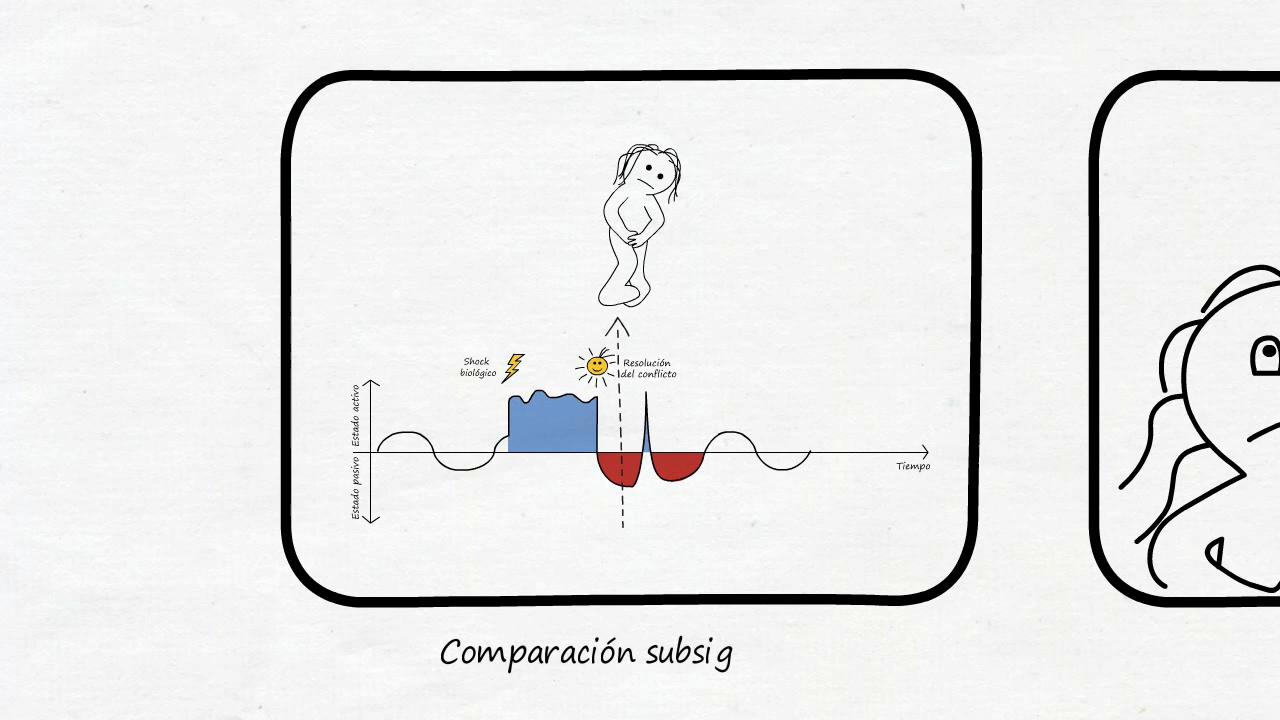 Shock
biológico
Resolución
del conflicto
Estado activo
Estado pasivo
Tiempo
Comparación subsig